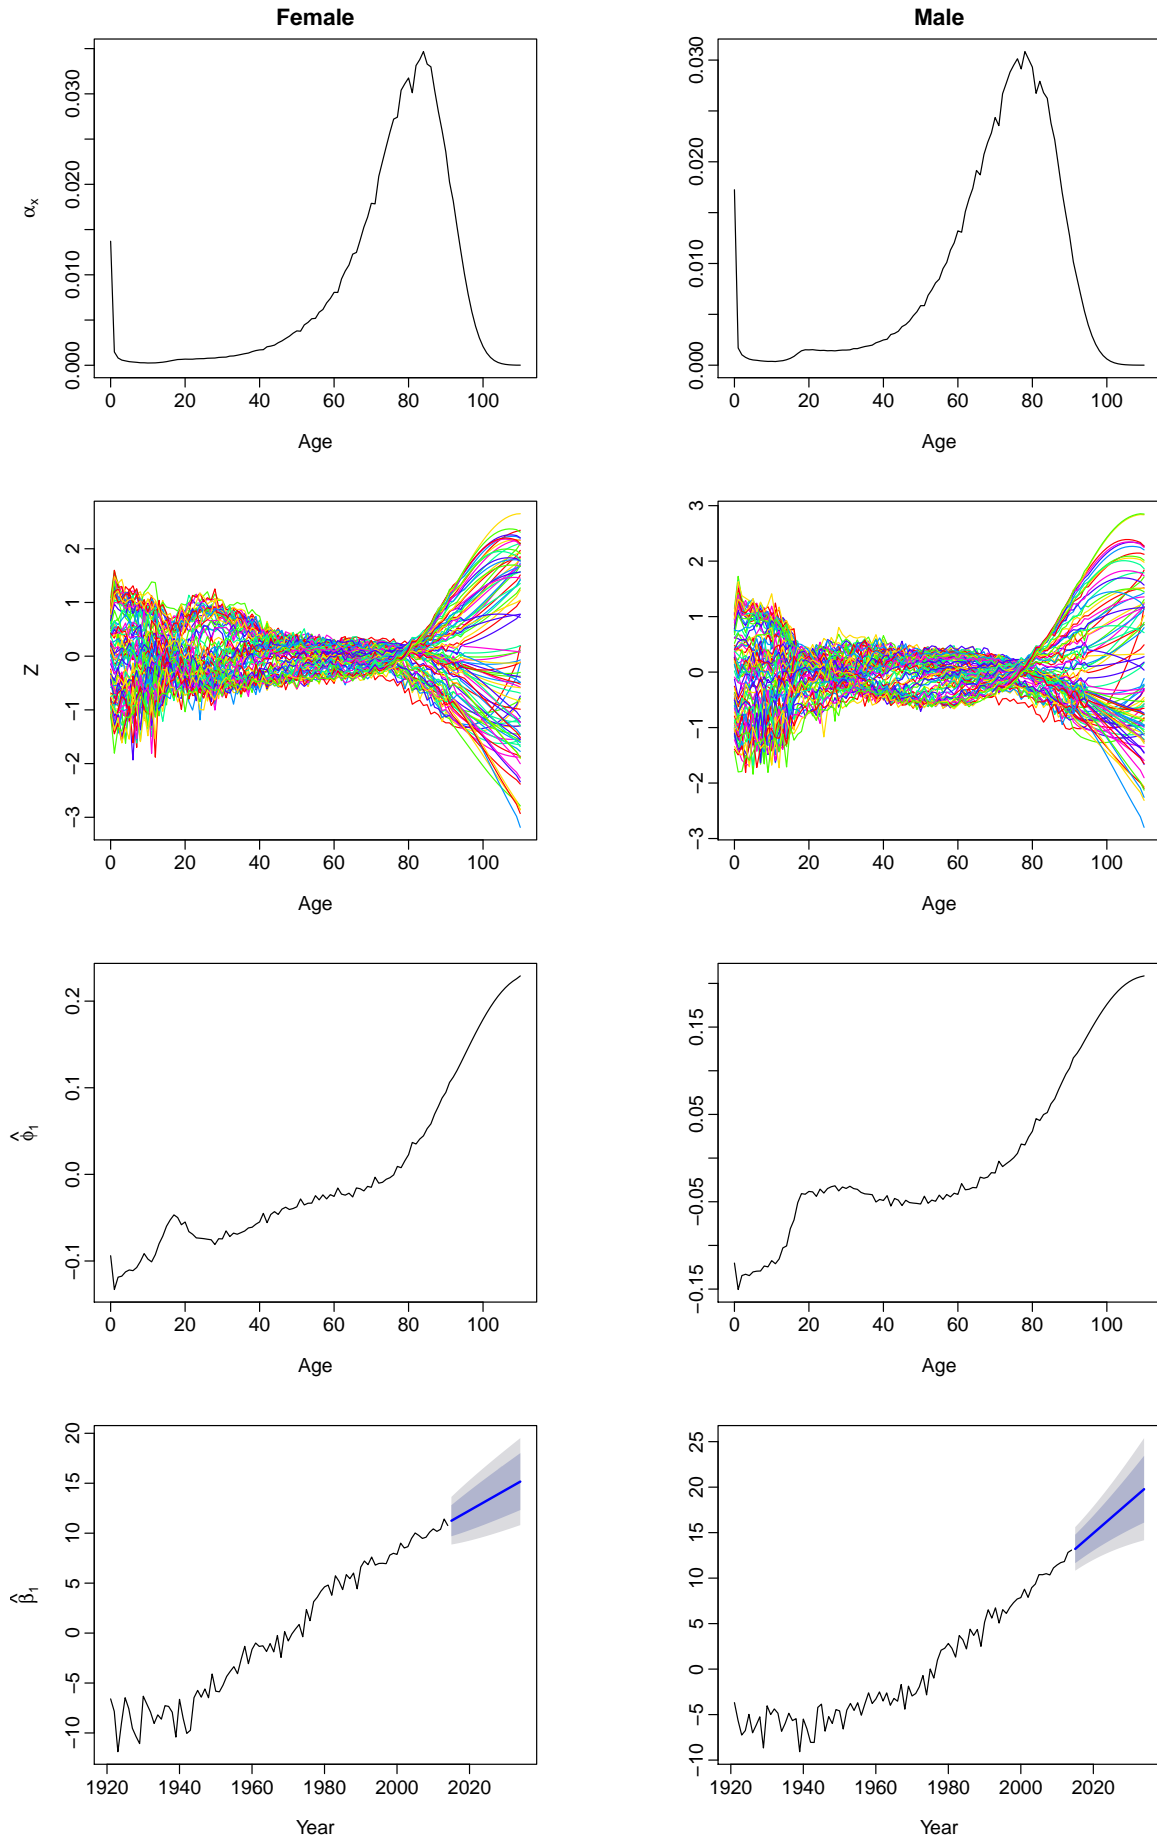 Female
Male
αx
0.000 0.010 0.020 0.030
0 20 40 60 80 100
Age
0.000 0.010 0.020 0.030
0 20 40 60 80 100
Age
Z
−3 −2 −1 0 1 2
0 20 40 60 80 100
Age
−3 −2 −1 0 1 2 3
0 20 40 60 80 100
Age
ϕ̂1
−0.1 0.0 0.1 0.2
0 20 40 60 80 100
Age
−0.15 −0.05 0.05 0.15
0 20 40 60 80 100
Age
β̂1
−10 −5 0 5 10 15 20
1920 1940 1960 1980 2000 2020
Year
−10 −5 0 5 10 15 20 25
1920 1940 1960 1980 2000 2020
Year